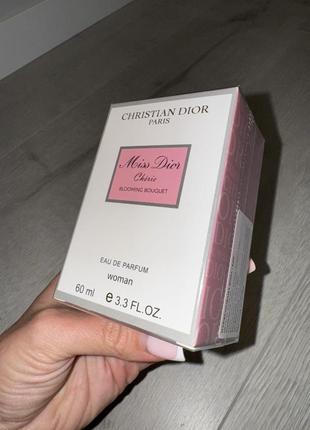 CHRISTIAN DIOR
PARIS
Miss Dior
Chérie
BLOOMING BOUQUET
EAU DE PARFUM
woman
60 ml e 3.3 FL.OZ.